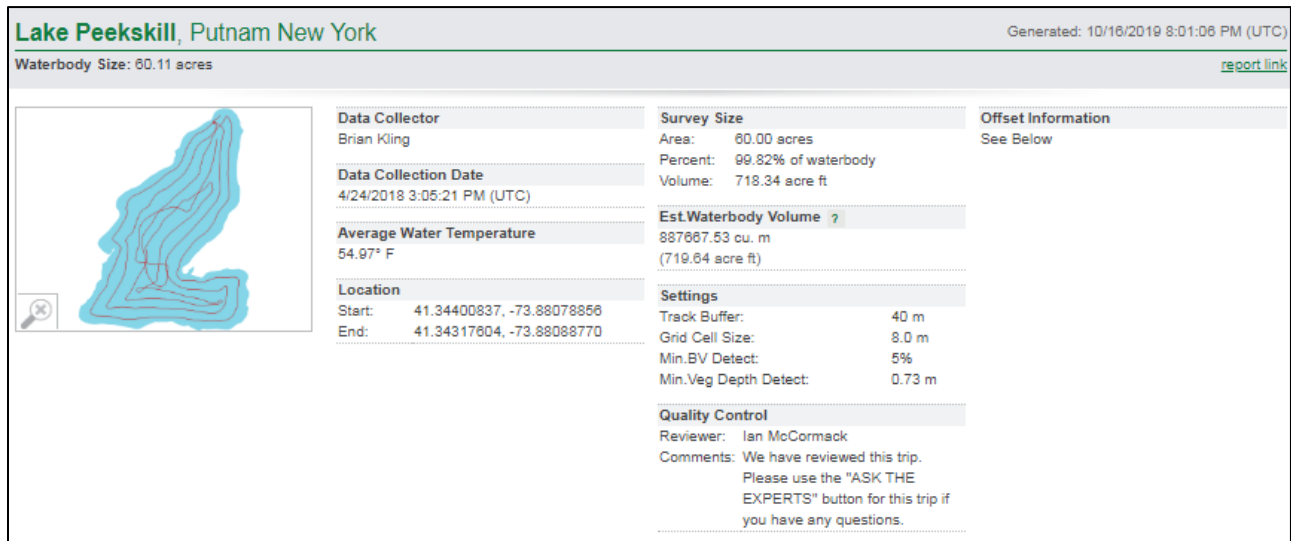 Lake Peekskill, Putnam New York
Generated: 10/16/2019 8:01:06 PM (UTC)
Waterbody Size: 60.11 acres
report link
Data Collector
Brian Kling
Data Collection Date
4/24/2018 3:05:21 PM (UTC)
Average Water Temperature
54.97° F
Location
Start: 41.34400837, -73.88078856
End: 41.34317604, -73.88088770
Survey Size
Area: 60.00 acres
Percent: 99.82% of waterbody
Volume: 718.34 acre ft
Est.Waterbody Volume ?
887667.53 cu. m
(719.64 acre ft)
Settings
Track Buffer: 40 m
Grid Cell Size: 8.0 m
Min.BV Detect: 5%
Min.Veg Depth Detect: 0.73 m
Quality Control
Reviewer: Ian McCormack
Comments: We have reviewed this trip.
Please use the "ASK THE
EXPERTS" button for this trip if
you have any questions.
Offset Information
See Below